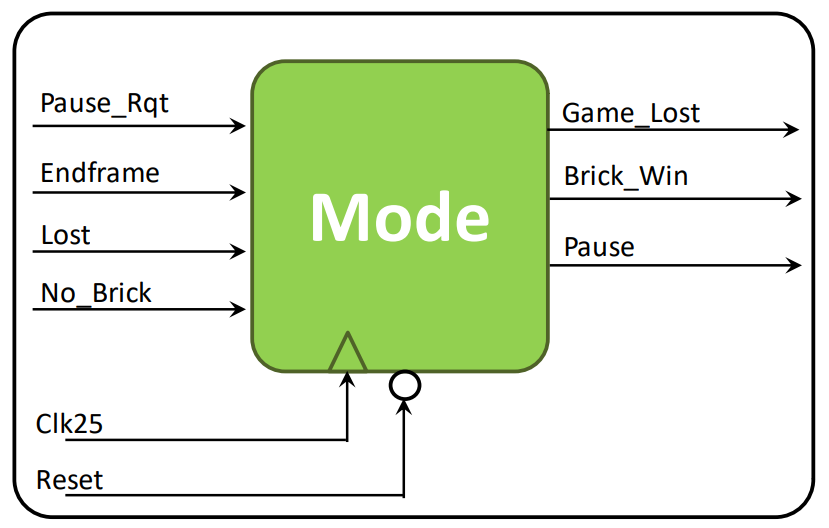 Pause_Rqt
Endframe
Lost
No_Brick
Clk25
Reset
Mode
Game_Lost
Brick_Win
Pause